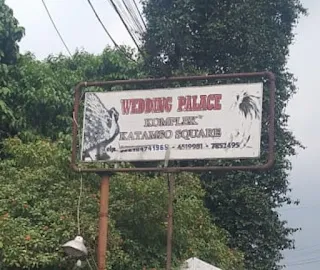 WEDDING PALACE
KOMPLEK
KATAMSO SQUARE
4519981 - 7852495